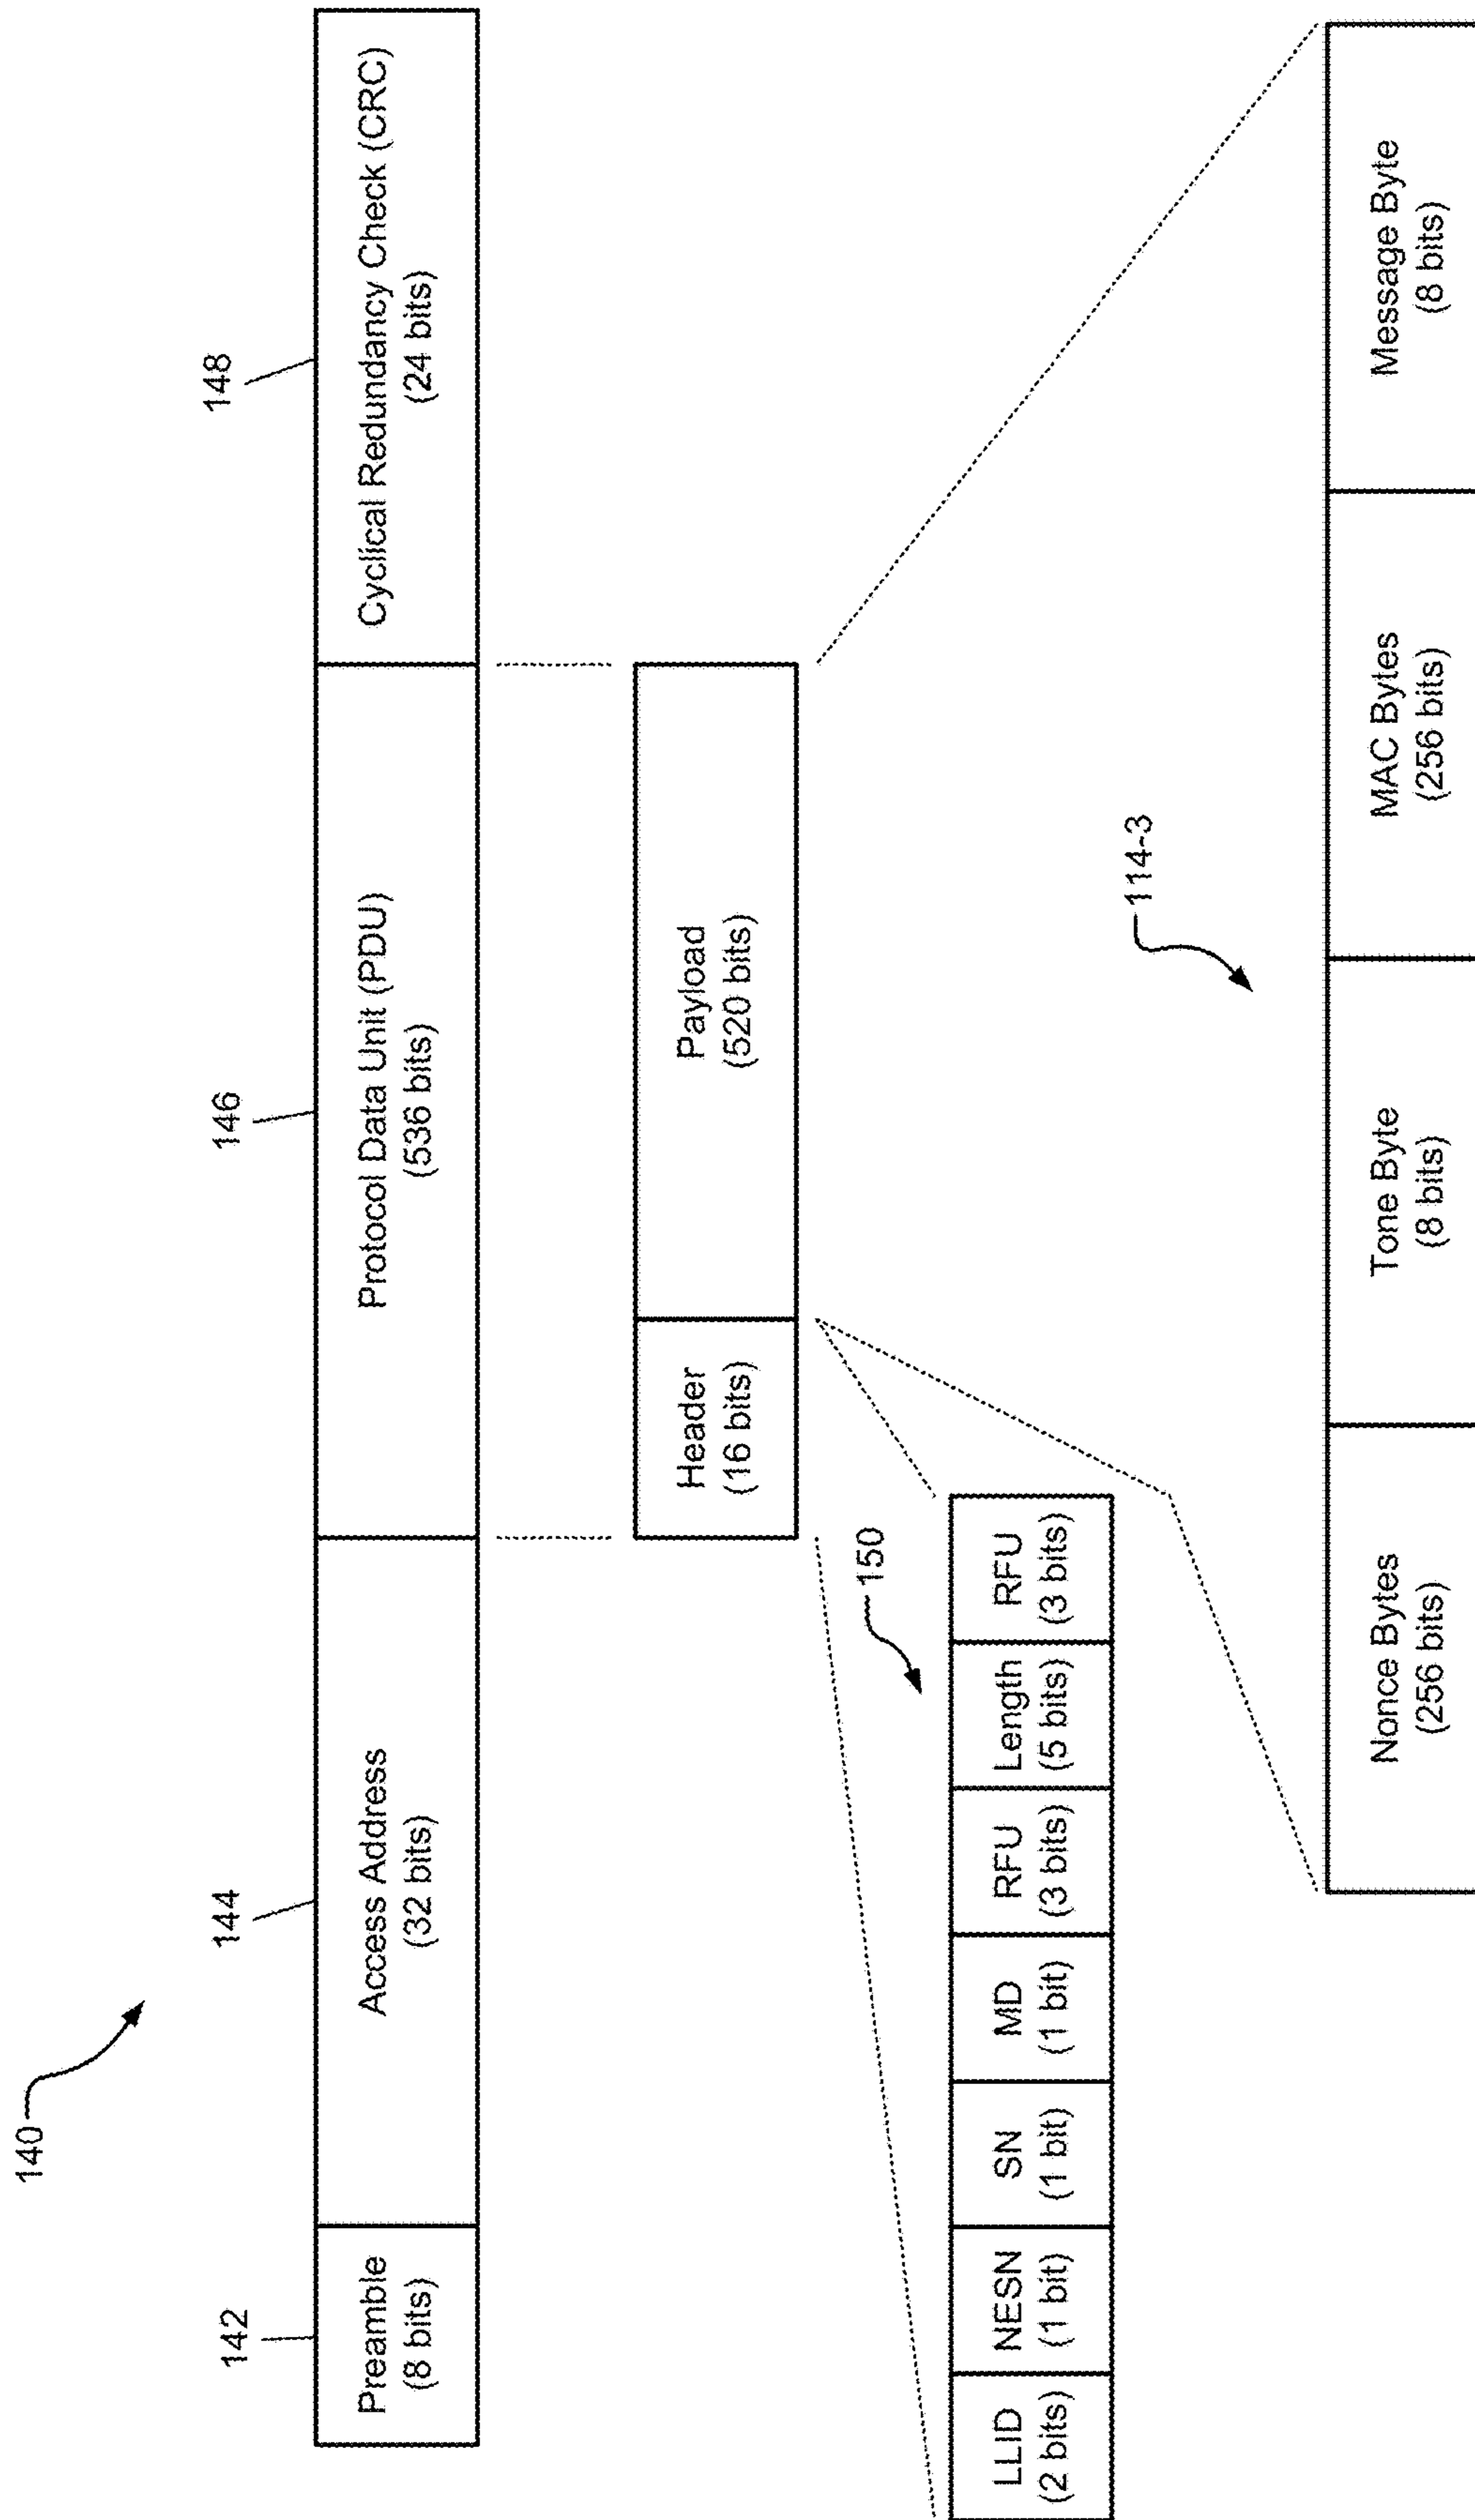 140
142
144
146
148
Preamble
(8 bits)
Access Address
(32 bits)
Protocol Data Unit (PDU)
(536 bits)
Cyclical Redundancy Check (CRC)
(24 bits)
Header
(16 bits)
Payload
(520 bits)
150
LLID
(2 bits)
NESN
(1 bit)
SN
(1 bit)
MD
(1 bit)
RFU
(3 bits)
Length
(5 bits)
RFU
(3 bits)
114-3
Nonce Bytes
(256 bits)
Tone Byte
(8 bits)
MAC Bytes
(256 bits)
Message Byte
(8 bits)